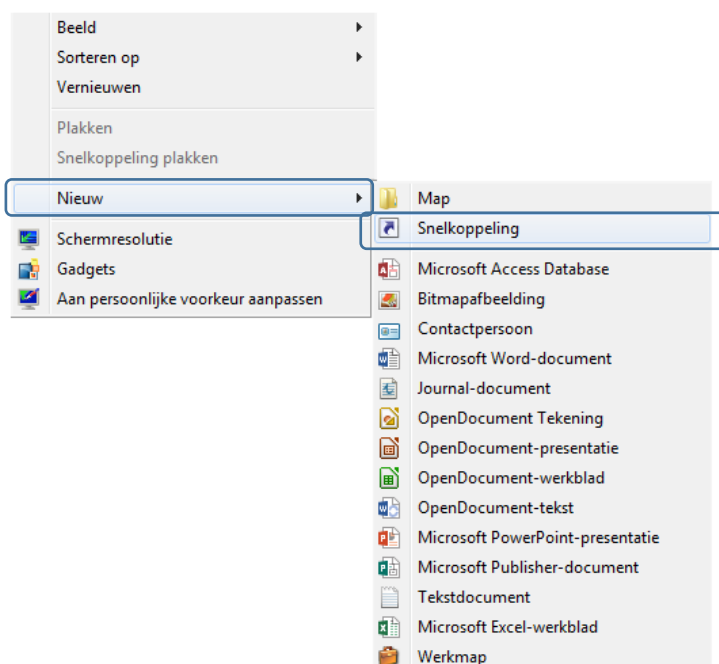 Beeld
Sorteren op
Vernieuwen
Plakken
Snelkoppeling plakken
Nieuw
Schermresolutie
Gadgets
Aan persoonlijke voorkeur aanpassen
Map
Snelkoppeling
Microsoft Access Database
Bitmapafbeelding
Contactpersoon
Microsoft Word-document
Journal-document
OpenDocument Tekening
OpenDocument-presentatie
OpenDocument-werkblad
OpenDocument-tekst
Microsoft PowerPoint-presentatie
Microsoft Publisher-document
Tekstdocument
Microsoft Excel-werkblad
Werkmap